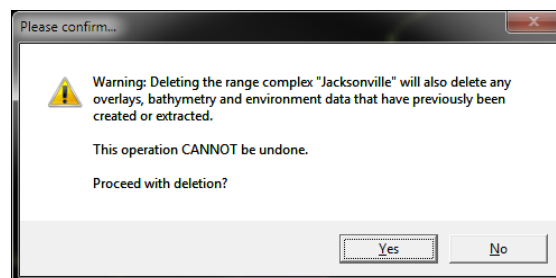 Please confirm...
Warning: Deleting the range complex "Jacksonville" will also delete any
overlays, bathymetry and environment data that have previously been
created or extracted.
This operation CANNOT be undone.
Proceed with deletion?
Yes
No